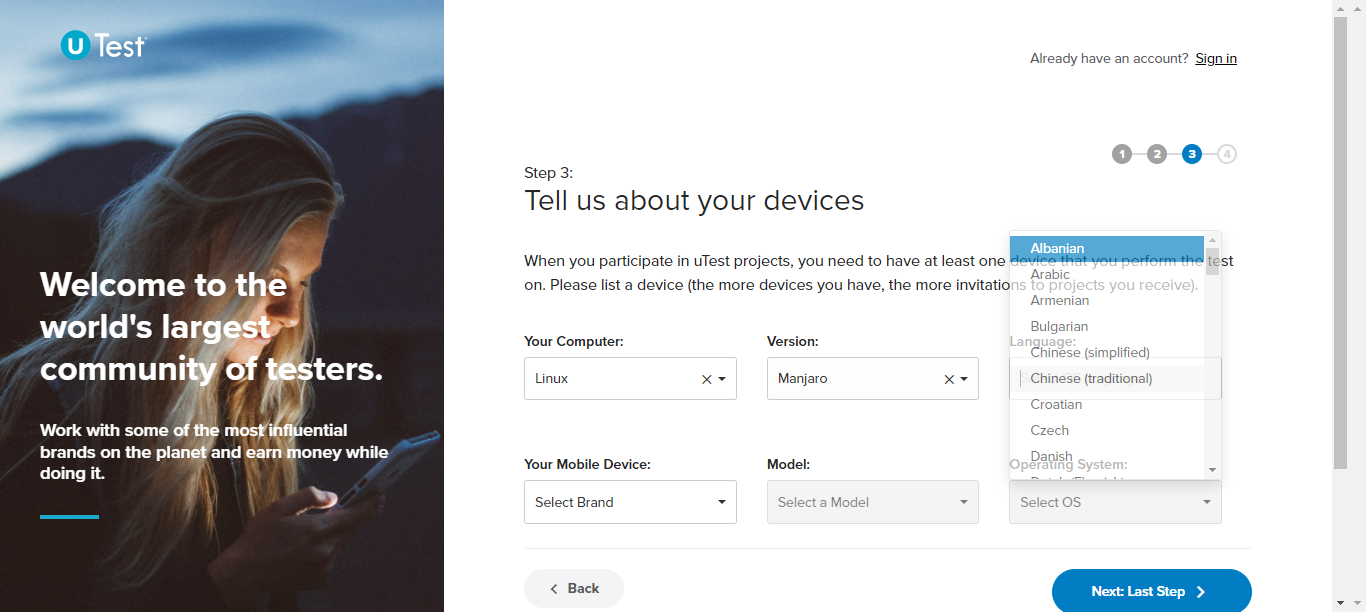 uTest
Already have an account? Sign in
1 2 3 4
Step 3:
Tell us about your devices
Welcome to the
world's largest
community of testers.
Work with some of the most influential
brands on the planet and earn money while
doing it.
When you participate in uTest projects, you need to have at least one device that you perform the test
on. Please list a device (the more devices you have, the more invitations to projects you receive).
Your Computer:
Linux
Version:
Manjaro
Language:
Albanian
Arabic
Armenian
Bulgarian
Chinese (simplified)
Chinese (traditional)
Croatian
Czech
Danish
Your Mobile Device:
Select Brand
Model:
Select a Model
Operating System:
Select OS
Back
Next: Last Step